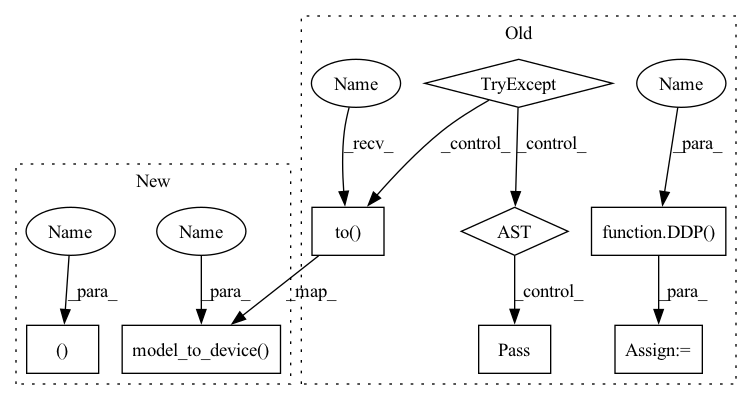 Old
Name
TryExcept
Name
_recv_
_control_
_control_
_para_
New
Name
Name
to()
AST
function.DDP()
_para_
_para_
_map_
_control_
_para_
()
model_to_device()
Pass
Assign:=